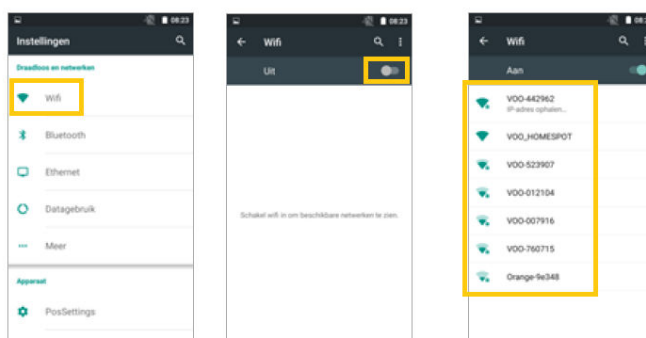 08:23
Instellingen
Draadloos en netwerken
Wifi
Bluetooth
Ethernet
Datagebruik
Meer
Apparaat
PosSettings
08:23
Wifi
Uit
Schakel wifi in om beschikbare netwerken te zien.
08:2
Wifi
Aan
VOO-442962
IP-adres ophalen...
VOO_HOMESPOT
VOO-523907
VOO-012104
VOO-007916
VOO-760715
Orange-9e348